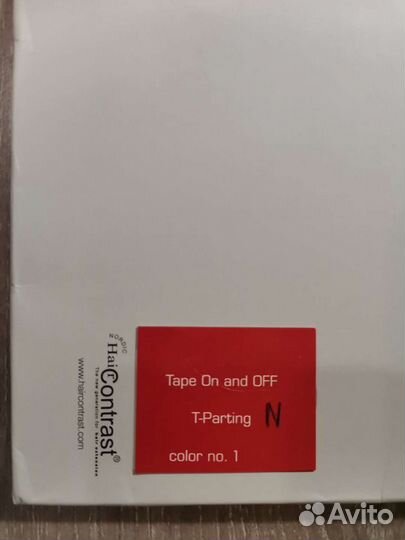 NORDIC
HairContrast®
The new generation for hair extension
www.haircontrast.com
Tape On and OFF
T-Parting N
color no. 1
Avito